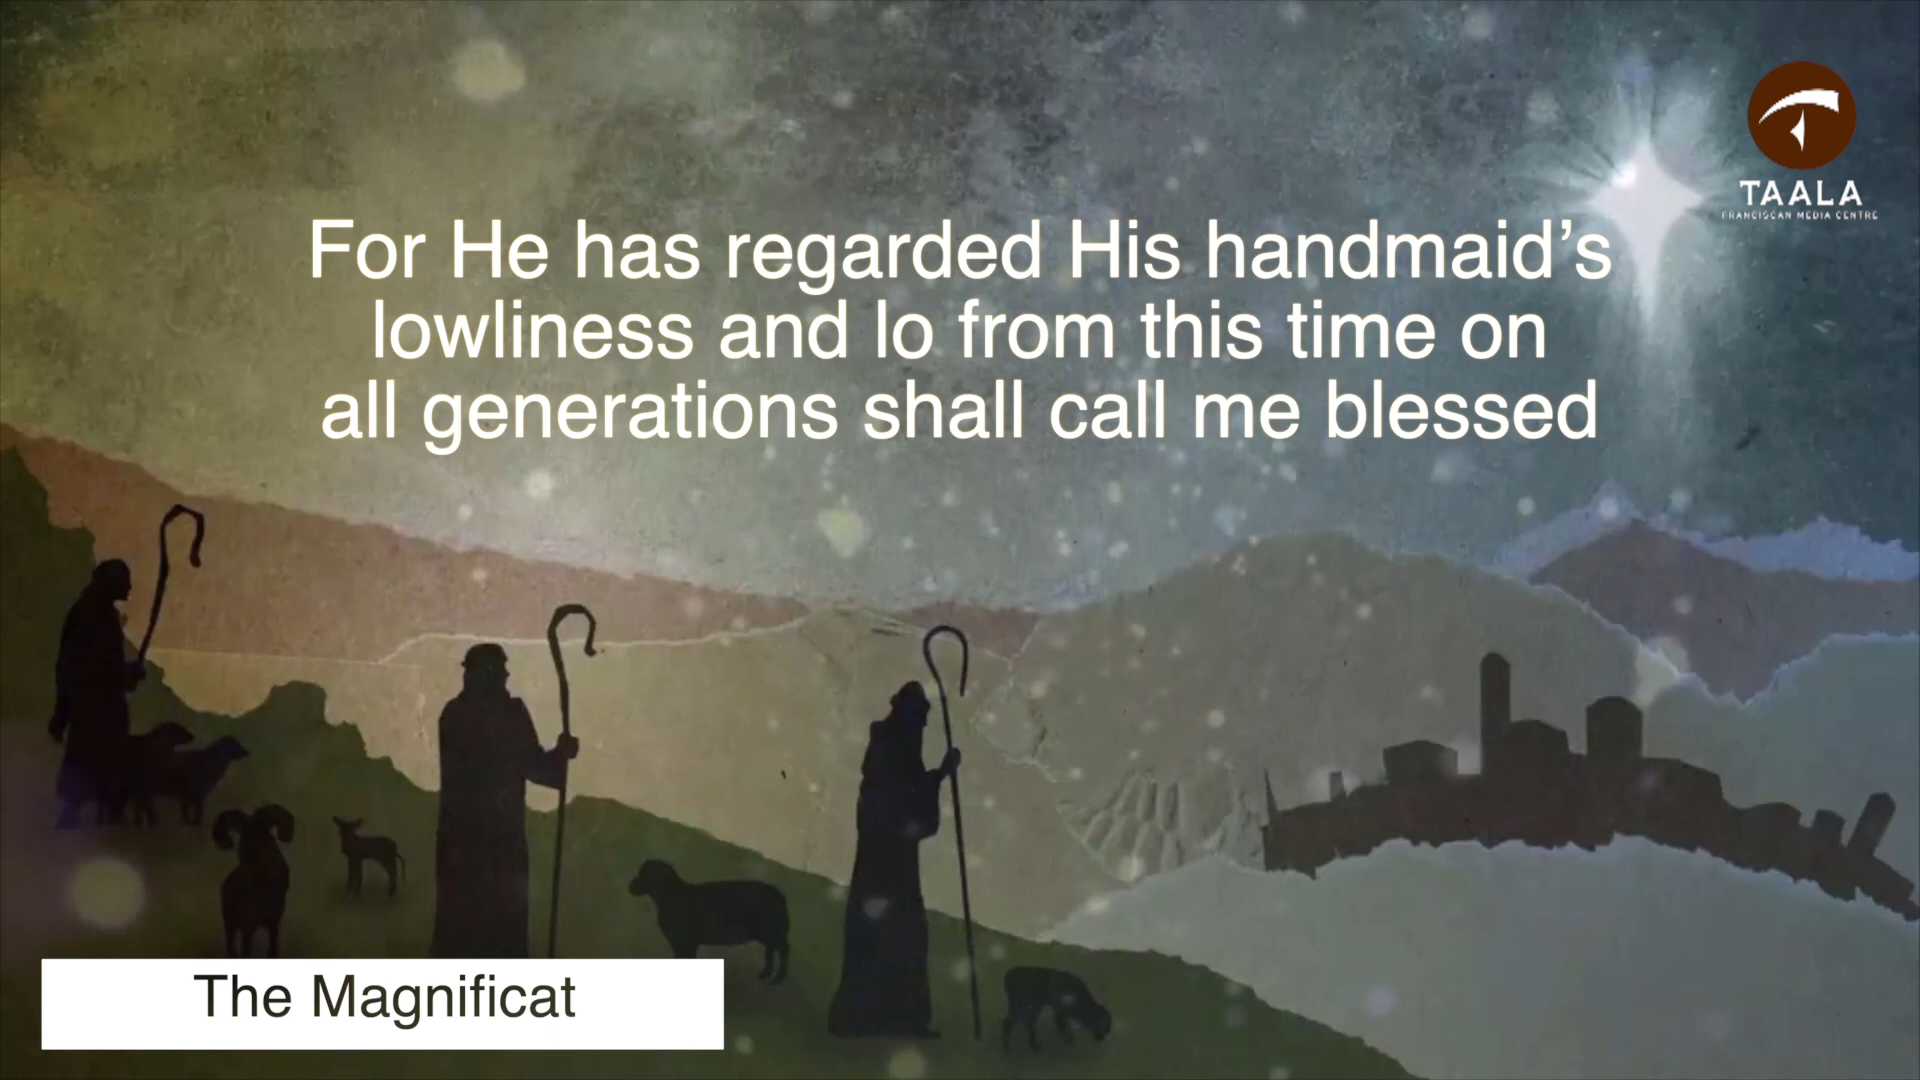 TAALA
FRANCISCAN MEDIA CENTRE
For He has regarded His handmaid’s
lowliness and lo from this time on
all generations shall call me blessed
The Magnificat